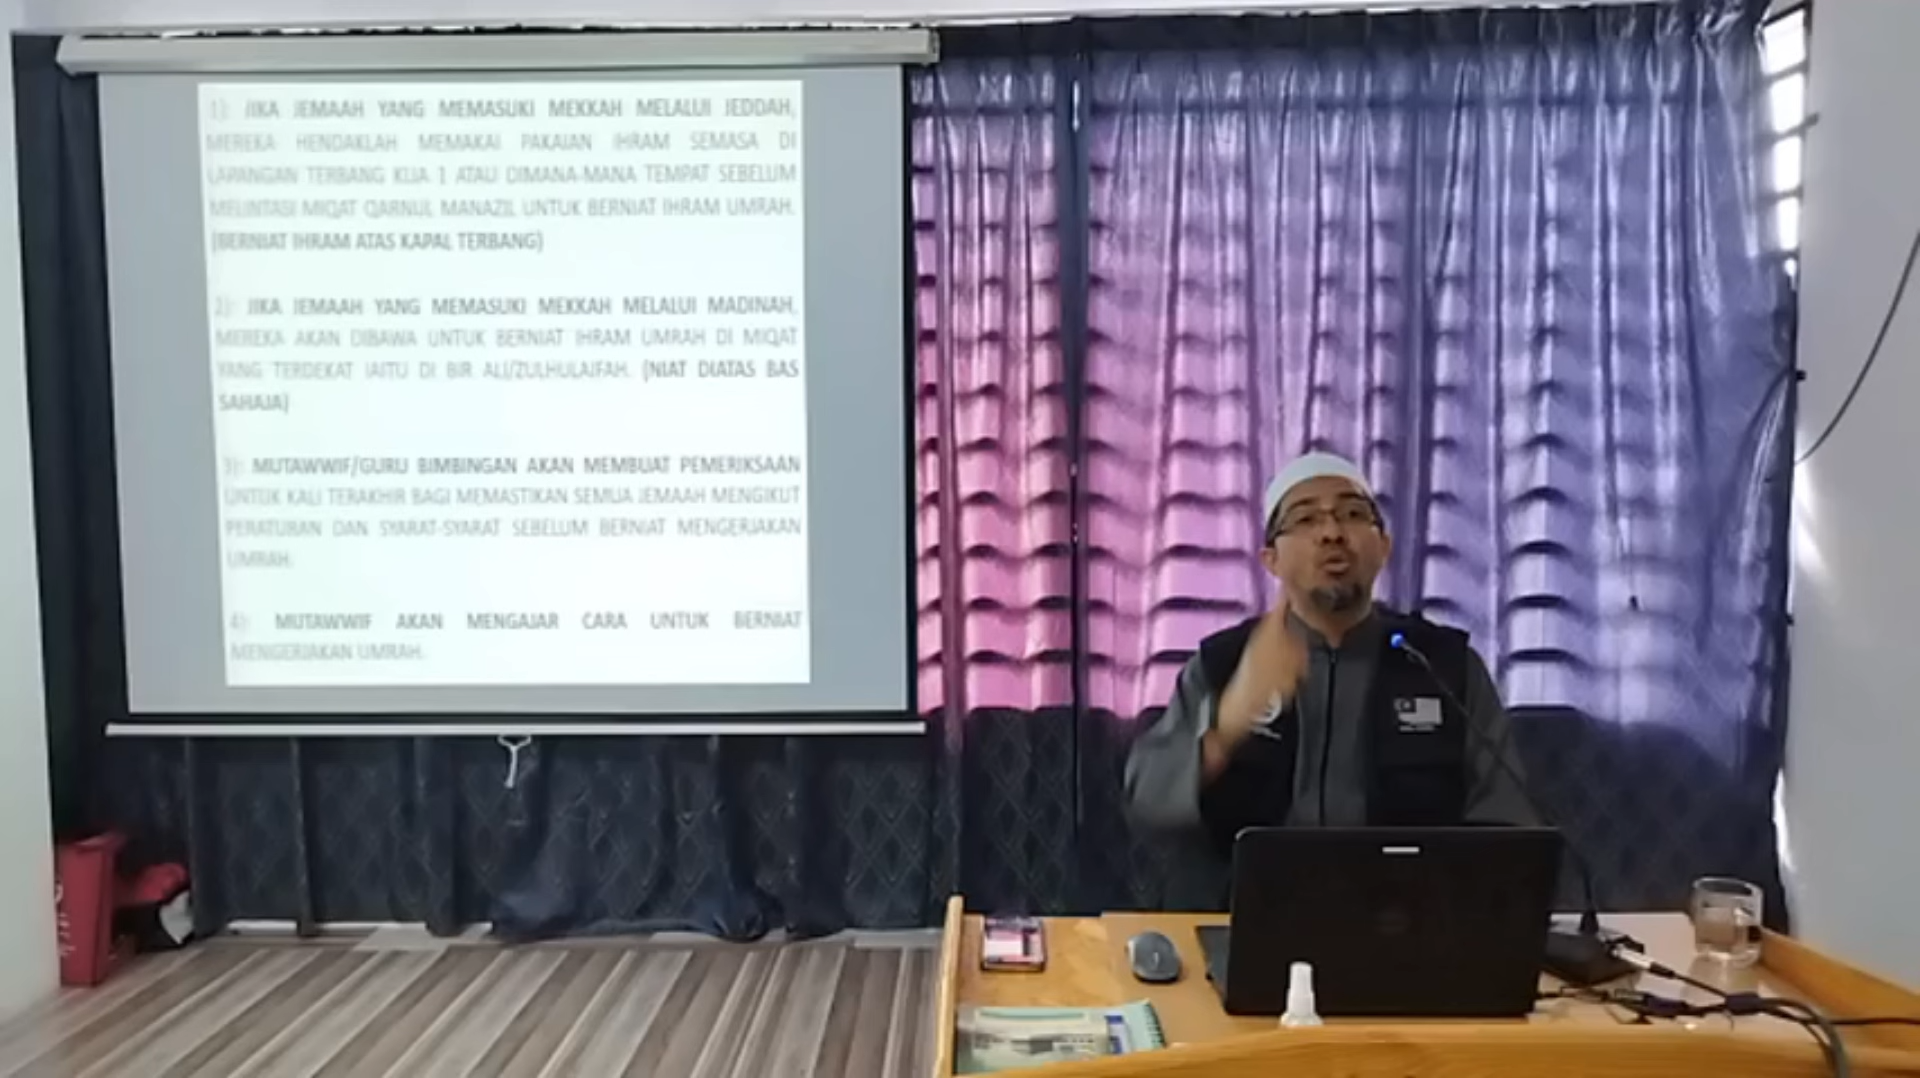 1) JIKA JEMAAH YANG MEMASUKI MEKKAH MELALUI JEDDAH,
MEREKA HENDAKLAH MEMAKAI PAKAIAN IHRAM SEMASA DI
LAPANGAN TERBANG KLIA 1 ATAU DIMANA-MANA TEMPAT SEBELUM
MELINTASI MIQAT QARNUL MANAZIL UNTUK BERNIAT IHRAM UMRAH.
(BERNIAT IHRAM ATAS KAPAL TERBANG)
2) JIKA JEMAAH YANG MEMASUKI MEKKAH MELALUI MADINAH,
MEREKA AKAN DIBAWA UNTUK BERNIAT IHRAM UMRAH DI MIQAT
YANG TERDEKAT IAITU DI BIR ALI/ZULHULAIFAH. (NIAT DIATAS BAS
SAHAJA)
3) MUTAWWIF/GURU BIMBINGAN AKAN MEMBUAT PEMERIKSAAN
UNTUK KALI TERAKHIR BAGI MEMASTIKAN SEMUA JEMAAH MENGIKUT
PERATURAN DAN SYARAT-SYARAT SEBELUM BERNIAT MENGERJAKAN
UMRAH.
4) MUTAWWIF AKAN MENGAJAR CARA UNTUK BERNIAT
MENGERJAKAN UMRAH.